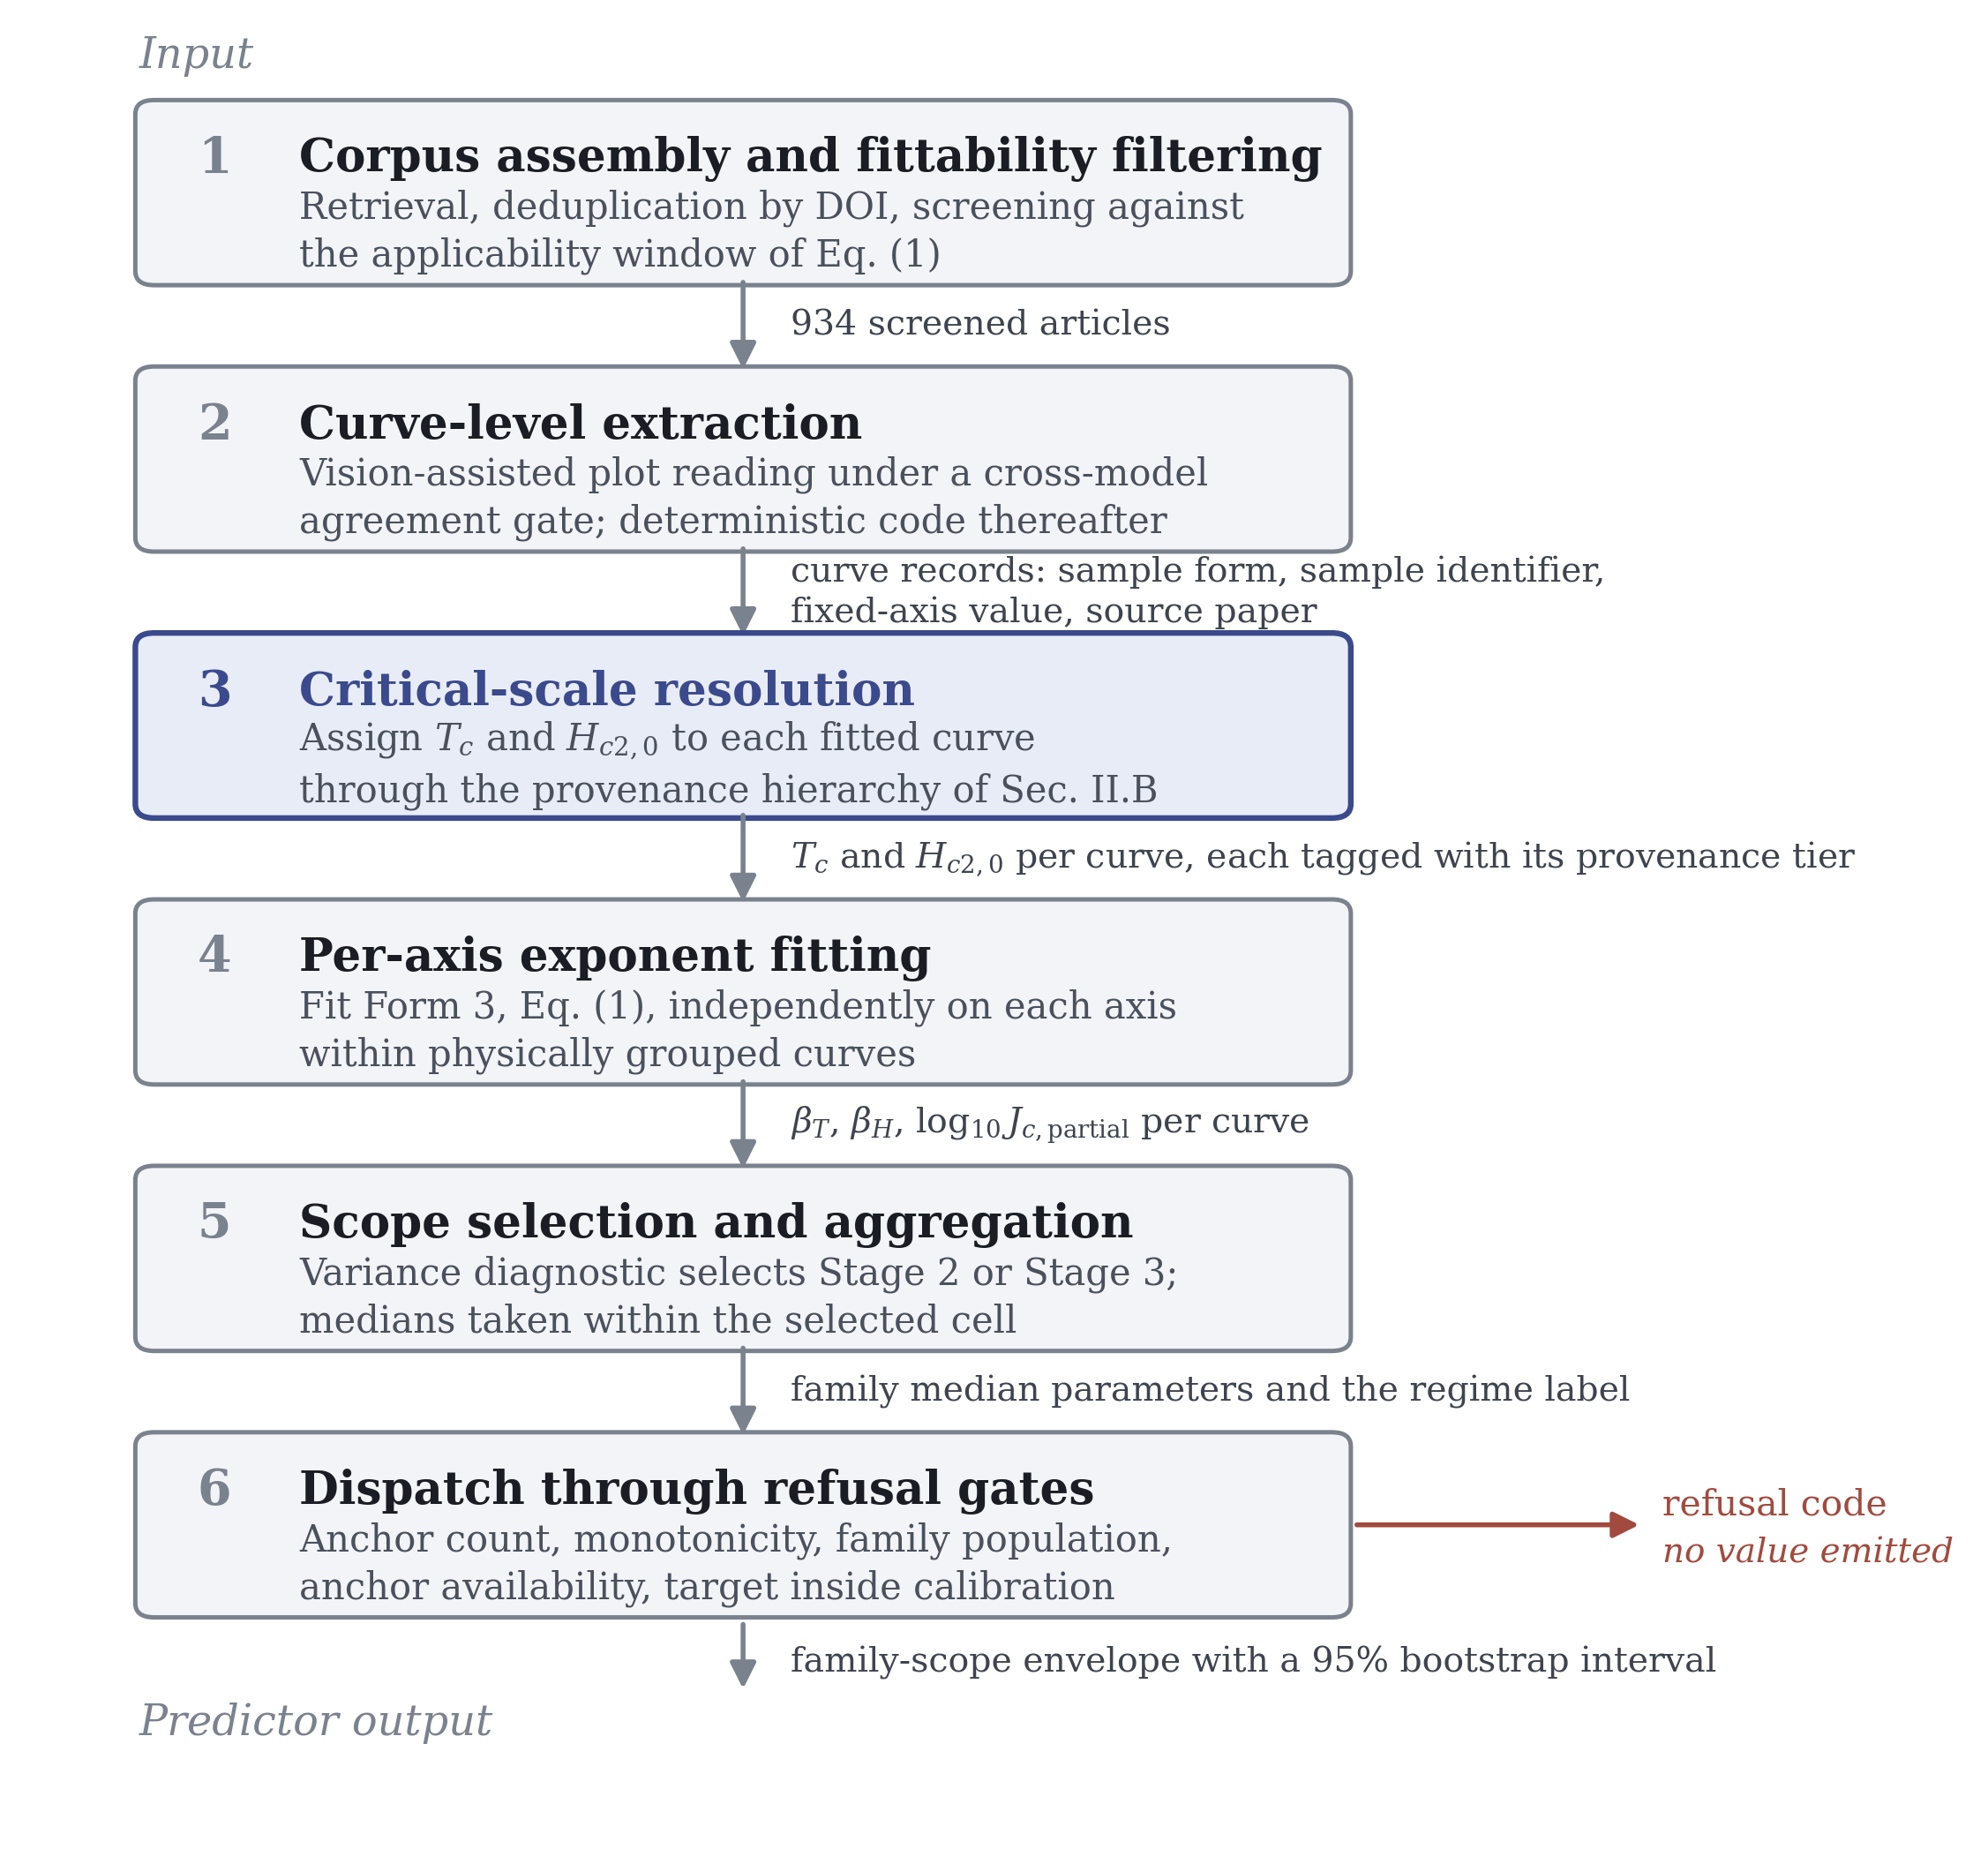 Input
1 Corpus assembly and fittability filtering
Retrieval, deduplication by DOI, screening against
the applicability window of Eq. (1)
934 screened articles
2 Curve-level extraction
Vision-assisted plot reading under a cross-model
agreement gate; deterministic code thereafter
curve records: sample form, sample identifier,
fixed-axis value, source paper
3 Critical-scale resolution
Assign T_c and H_{c2,0} to each fitted curve
through the provenance hierarchy of Sec. II.B
T_c and H_{c2,0} per curve, each tagged with its provenance tier
4 Per-axis exponent fitting
Fit Form 3, Eq. (1), independently on each axis
within physically grouped curves
β_T, β_H, log_{10} J_{c,partial} per curve
5 Scope selection and aggregation
Variance diagnostic selects Stage 2 or Stage 3;
medians taken within the selected cell
family median parameters and the regime label
6 Dispatch through refusal gates
Anchor count, monotonicity, family population,
anchor availability, target inside calibration
refusal code
no value emitted
family-scope envelope with a 95% bootstrap interval
Predictor output